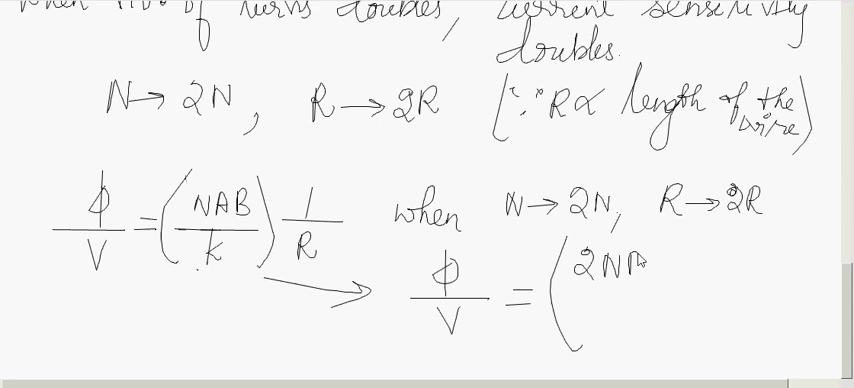 when no. of turns doubles, current sensitivity
doubles.
N → 2N, R → 2R (∵ R ∝ length of the wire)
ϕ/V = (NAB/k) 1/R when N → 2N, R → 2R
→ ϕ/V = (2NA